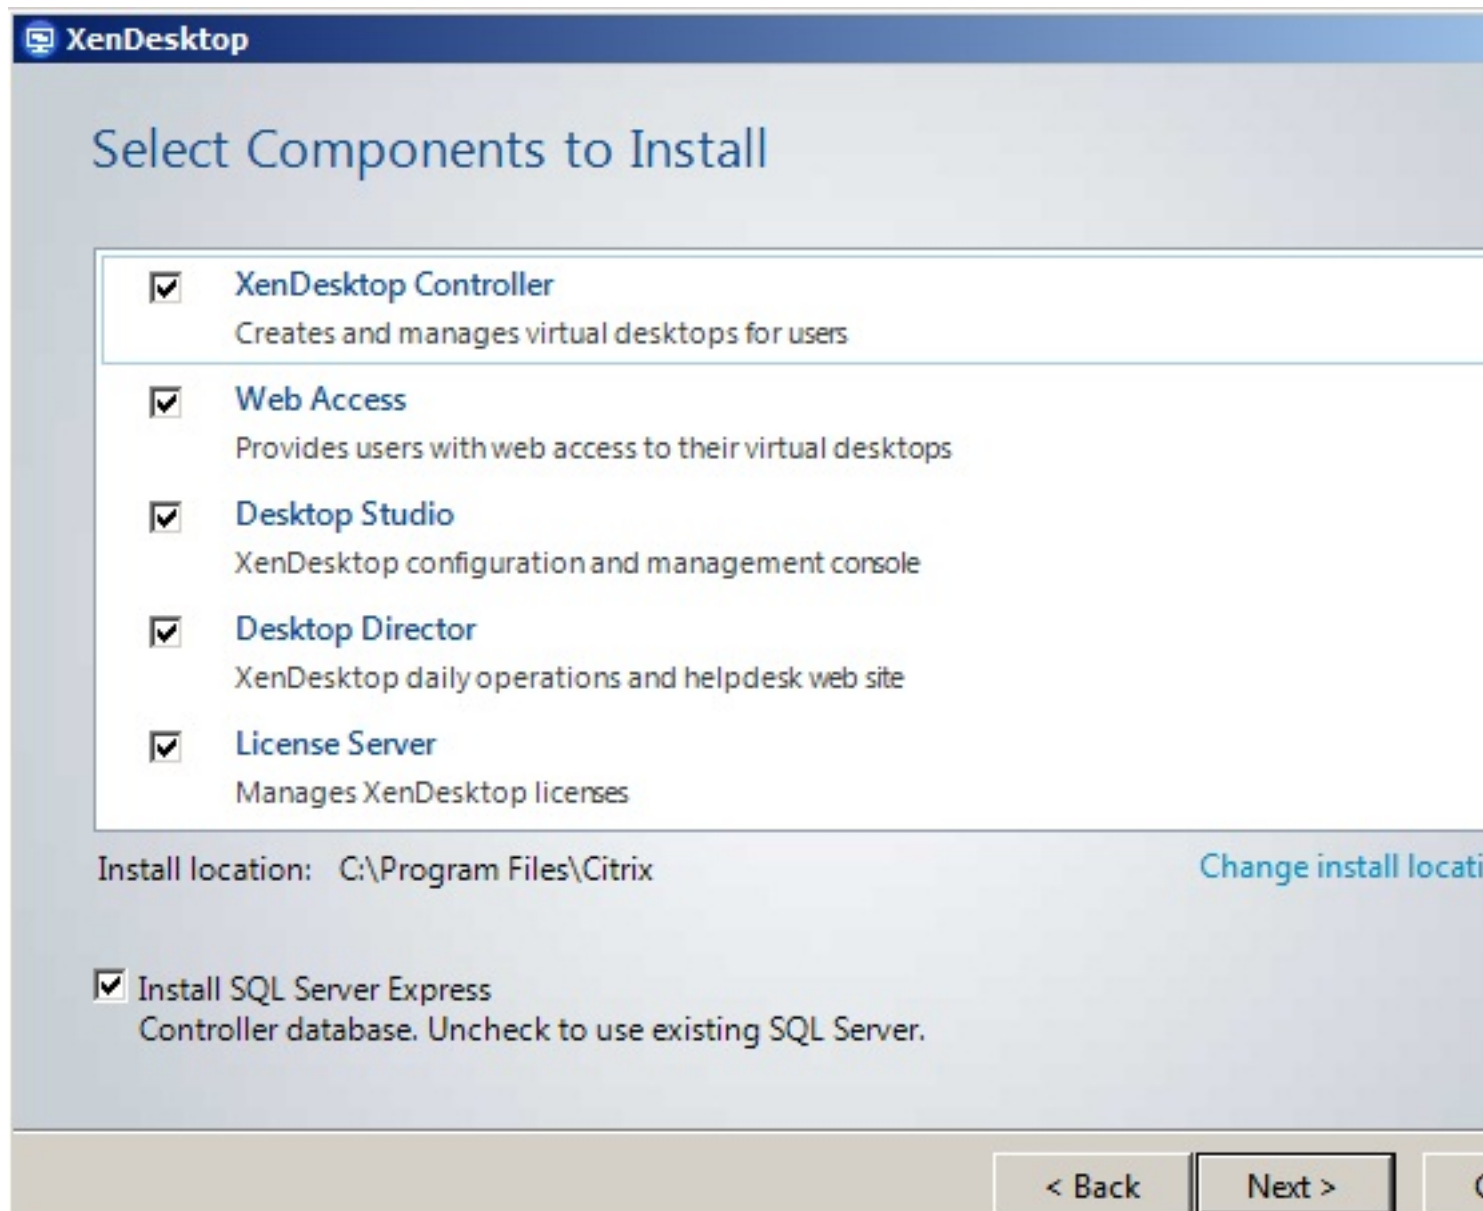 XenDesktop
Select Components to Install
XenDesktop Controller
Creates and manages virtual desktops for users
Web Access
Provides users with web access to their virtual desktops
Desktop Studio
XenDesktop configuration and management console
Desktop Director
XenDesktop daily operations and helpdesk web site
License Server
Manages XenDesktop licenses
Install location: C:\Program Files\Citrix Change install locati
Install SQL Server Express
Controller database. Uncheck to use existing SQL Server.
< Back Next >